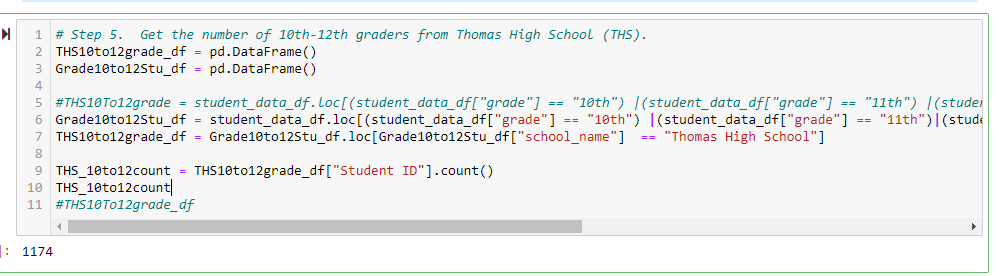 1 # Step 5.  Get the number of 10th-12th graders from Thomas High School (THS).
2 THS10to12grade_df = pd.DataFrame()
3 Grade10to12Stu_df = pd.DataFrame()
4
5 #THS10To12grade = student_data_df.loc[(student_data_df["grade"] == "10th") |(student_data_df["grade"] == "11th") |(studen
6 Grade10to12Stu_df = student_data_df.loc[(student_data_df["grade"] == "10th") |(student_data_df["grade"] == "11th")|(stude
7 THS10to12grade_df = Grade10to12Stu_df.loc[Grade10to12Stu_df["school_name"]  == "Thomas High School"]
8
9 THS_10to12count = THS10to12grade_df["Student ID"].count()
10 THS_10to12count
11 #THS10To12grade_df
]: 1174